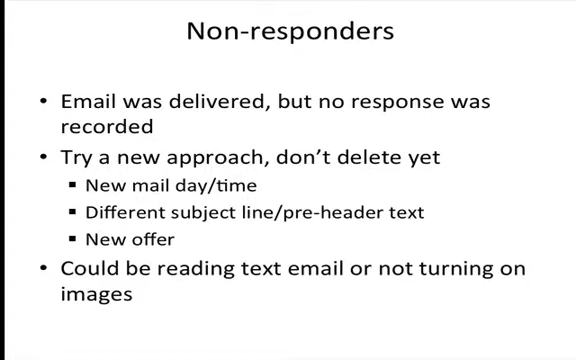 Non-responders
• Email was delivered, but no response was
recorded
• Try a new approach, don't delete yet
▪ New mail day/time
▪ Different subject line/pre-header text
▪ New offer
• Could be reading text email or not turning on
images